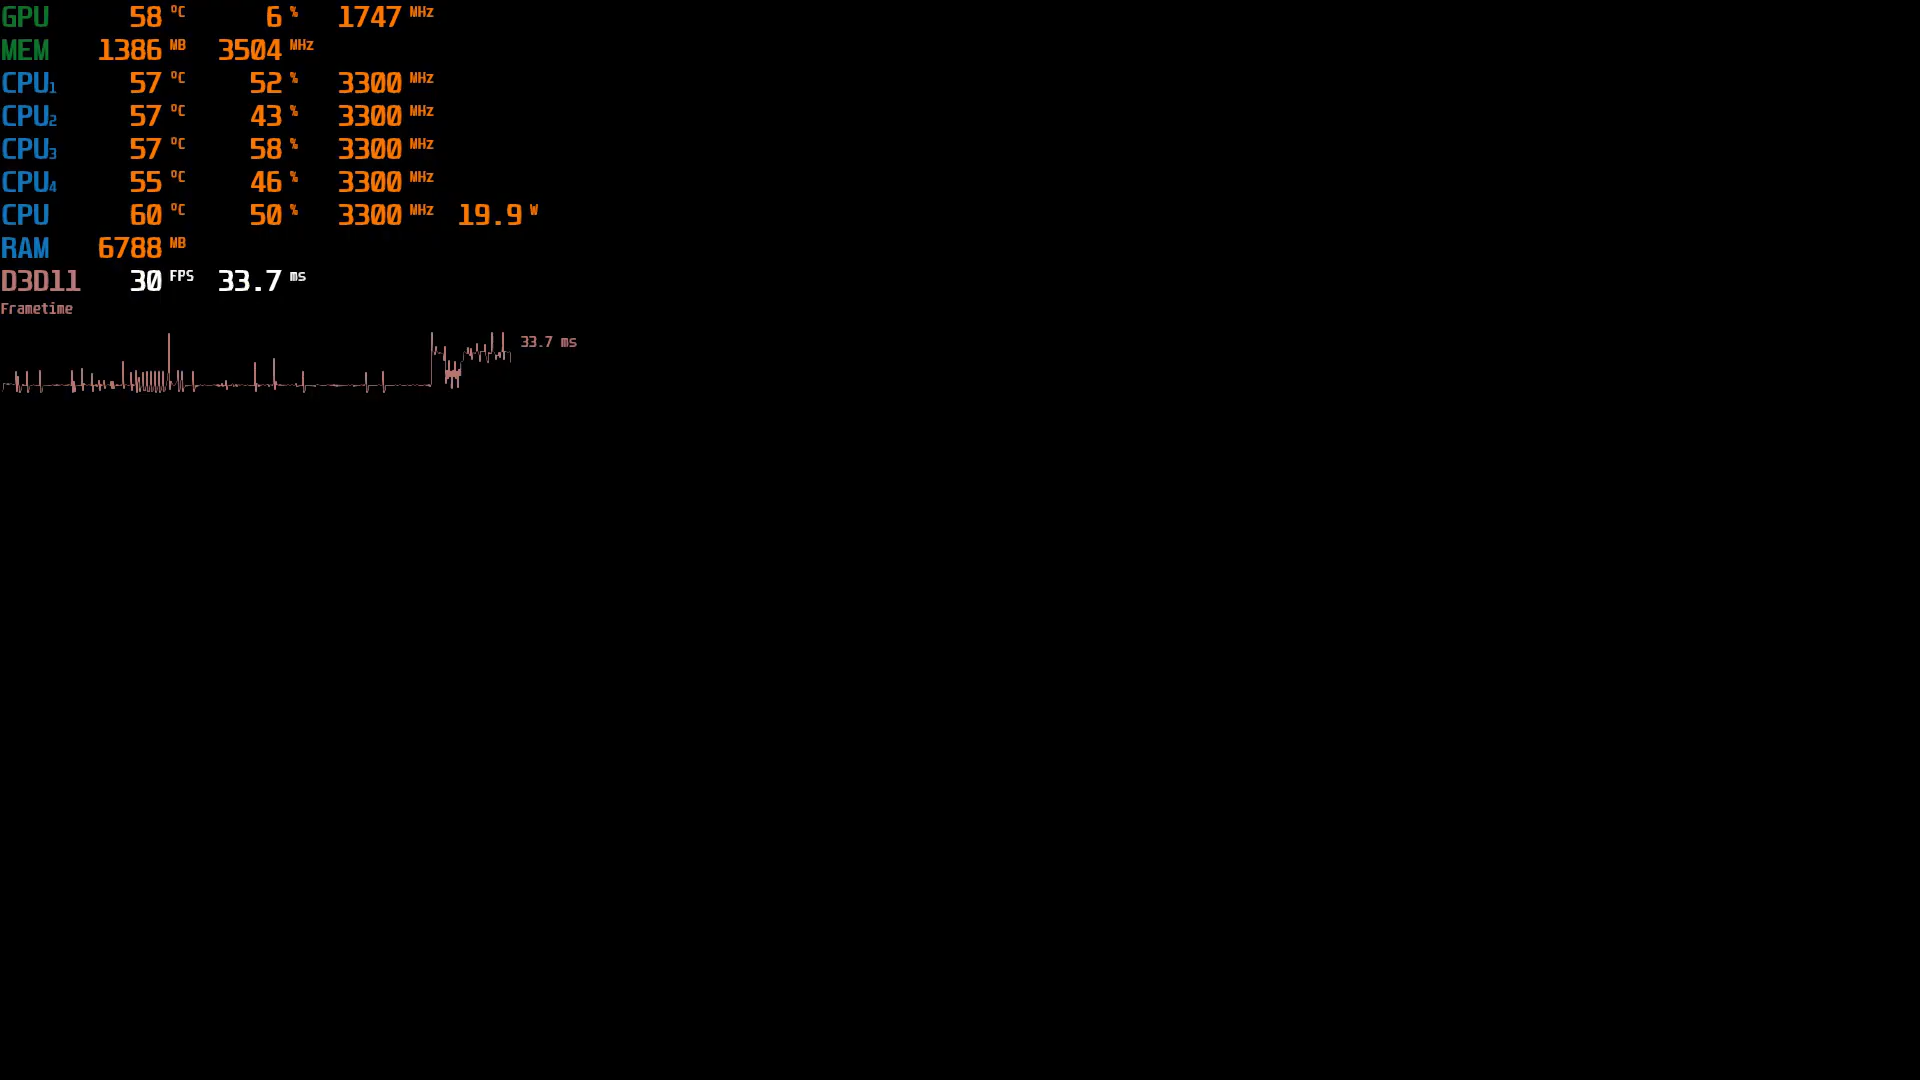 GPU 58 °C 6 % 1747 MHz
MEM 1386 MB 3504 MHz
CPU1 57 °C 52 % 3300 MHz
CPU2 57 °C 43 % 3300 MHz
CPU3 57 °C 58 % 3300 MHz
CPU4 55 °C 46 % 3300 MHz
CPU 60 °C 50 % 3300 MHz 19.9 W
RAM 6788 MB
D3D11 30 FPS 33.7 ms
Frametime
33.7 ms